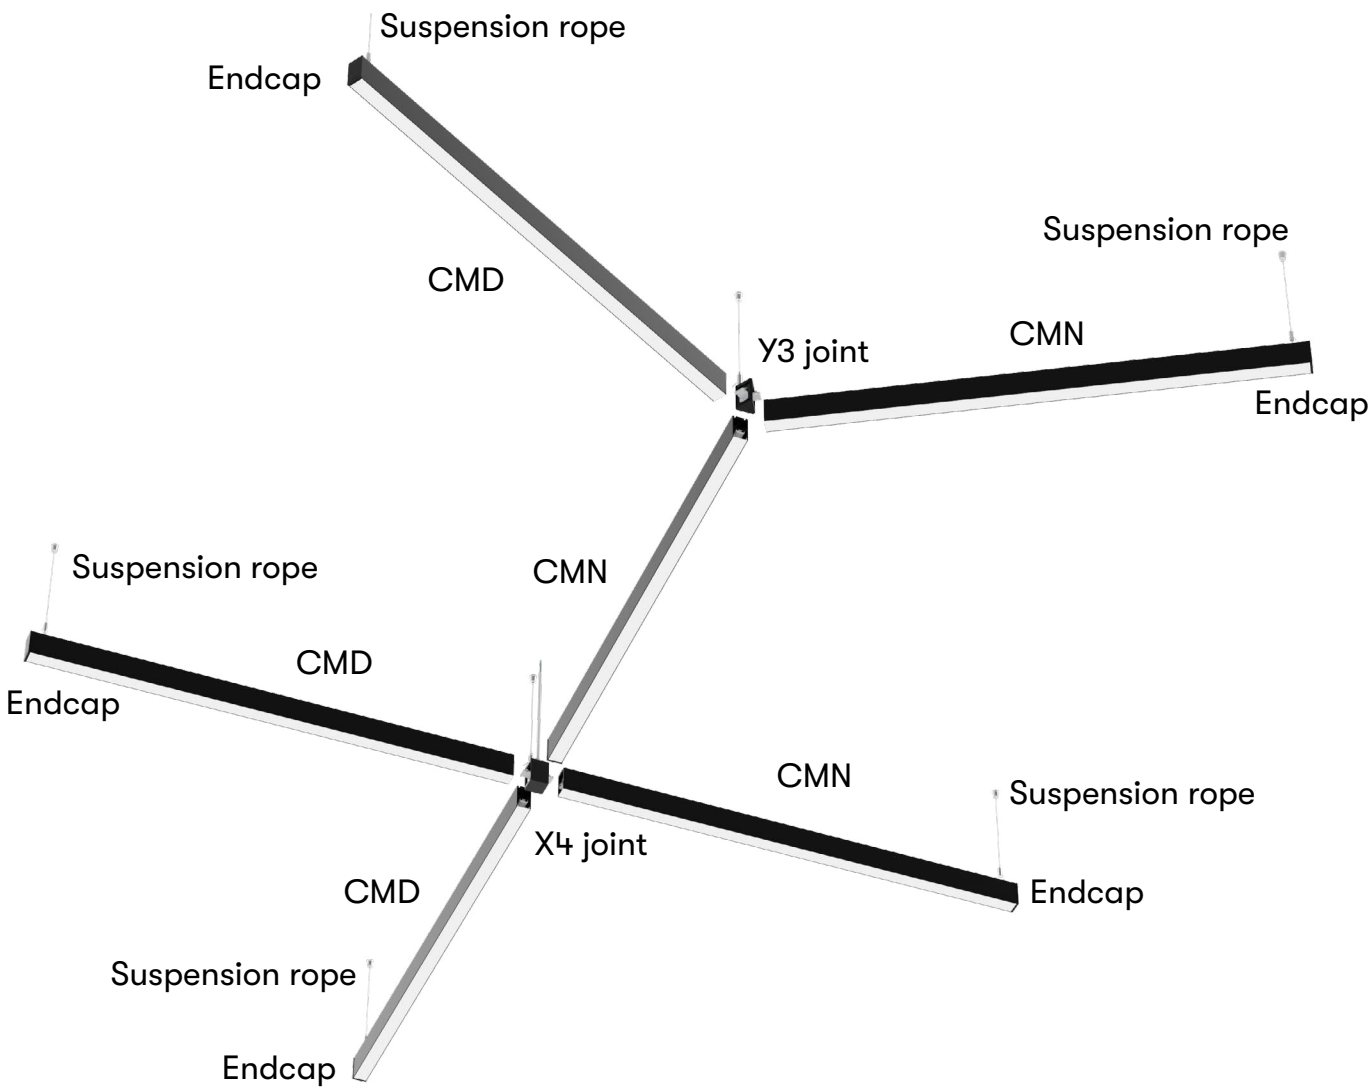 Suspension rope
Endcap
Suspension rope
CMD
CMN
Y3 joint
Endcap
Suspension rope
CMN
CMD
Endcap
CMN
Suspension rope
X4 joint
CMD
Endcap
Suspension rope
Endcap